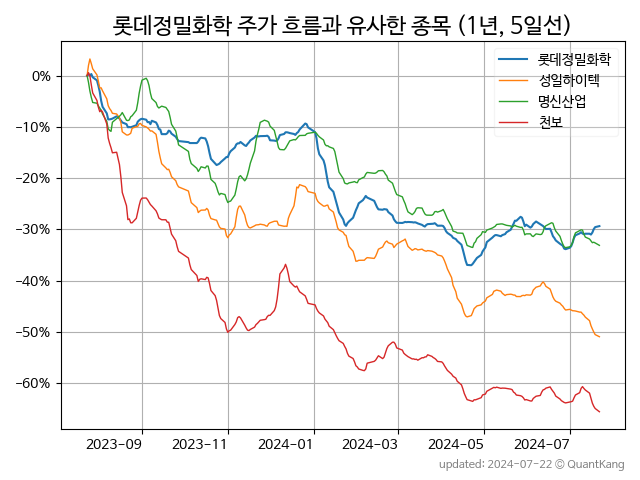 롯데정밀화학 주가 흐름과 유사한 종목 (1년, 5일선)
롯데정밀화학
성일하이텍
명신산업
천보
0%
−10%
−20%
−30%
−40%
−50%
−60%
2023-09 2023-11 2024-01 2024-03 2024-05 2024-07
updated: 2024-07-22 © QuantKang